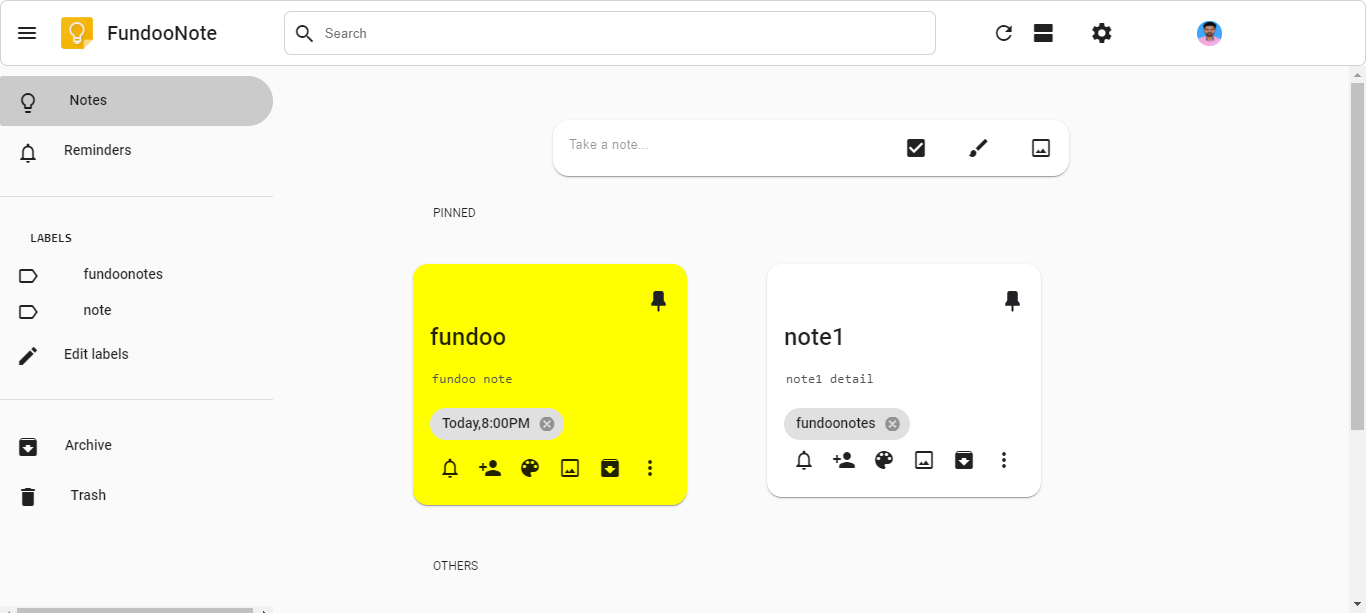 FundooNote
Search
Notes
Reminders
LABELS
fundoonotes
note
Edit labels
Archive
Trash
Take a note...
PINNED
fundoo
fundoo note
Today,8:00PM
note1
note1 detail
fundoonotes
OTHERS